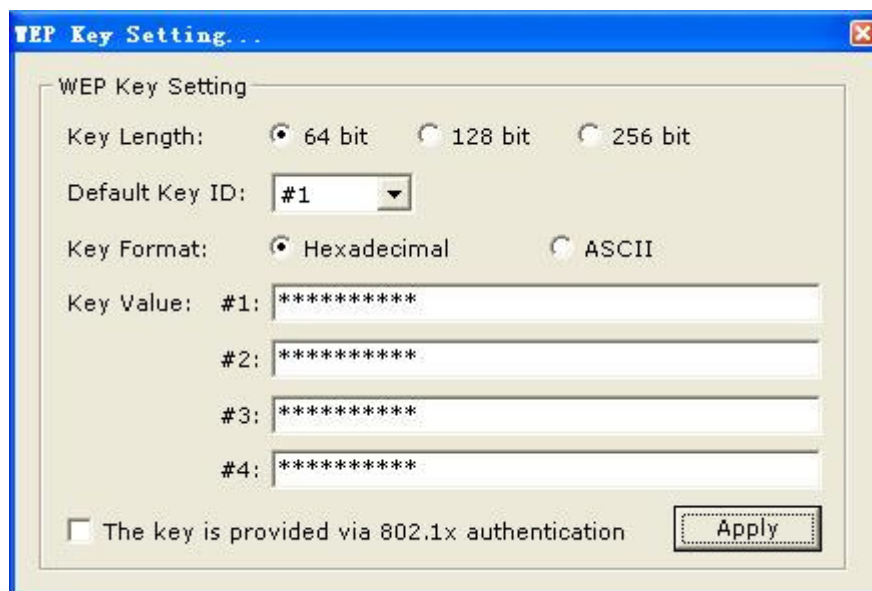 WEP Key Setting...
WEP Key Setting
Key Length: 64 bit 128 bit 256 bit
Default Key ID: #1
Key Format: Hexadecimal ASCII
Key Value: #1: **********
#2: **********
#3: **********
#4: **********
The key is provided via 802.1x authentication Apply